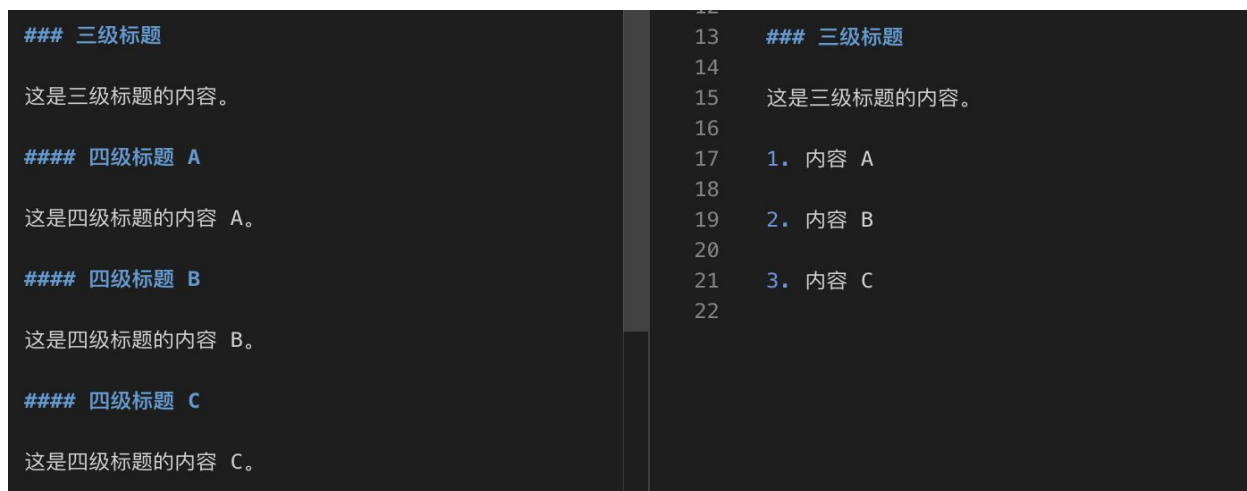 ### 三级标题
这是三级标题的内容。
#### 四级标题 A
这是四级标题的内容 A。
#### 四级标题 B
这是四级标题的内容 B。
#### 四级标题 C
这是四级标题的内容 C。
13 ### 三级标题
14
15 这是三级标题的内容。
16
17 1. 内容 A
18
19 2. 内容 B
20
21 3. 内容 C
22